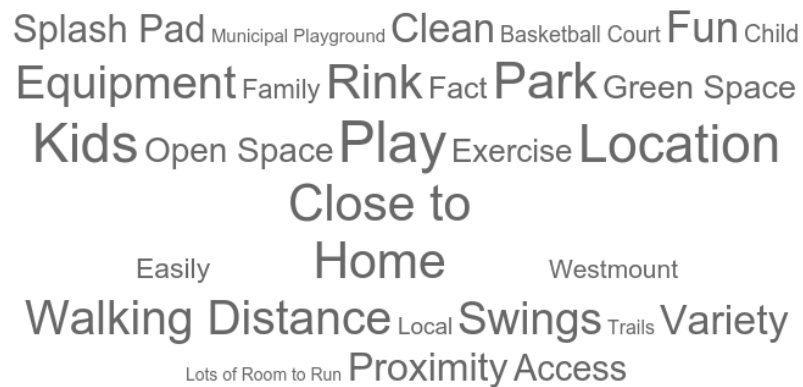 Splash Pad Municipal Playground Clean Basketball Court Fun Child
Equipment Family Rink Fact Park Green Space
Kids Open Space Play Exercise Location
Close to
Easily Home Westmount
Walking Distance Local Swings Trails Variety
Lots of Room to Run Proximity Access